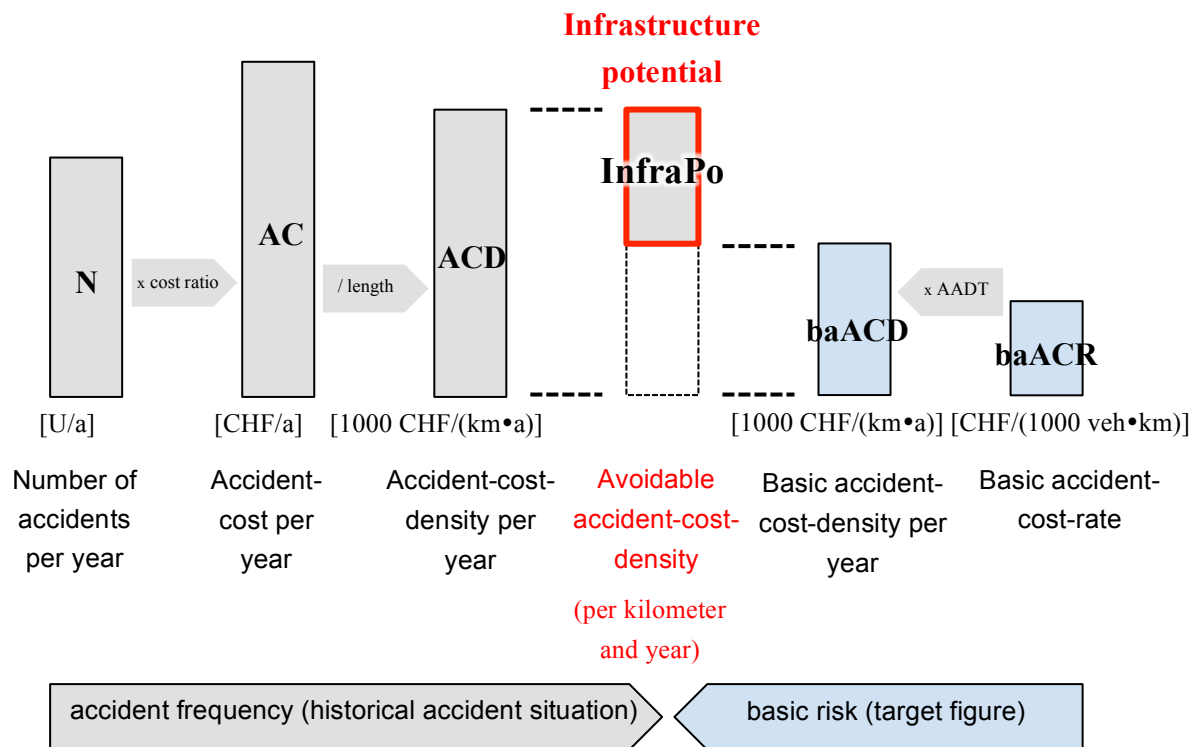 Infrastructure
potential
InfraPo
AC
ACD
N
x cost ratio
/ length
x AADT
baACD
baACR
[U/a]
[CHF/a]
[1000 CHF/(km•a)]
[1000 CHF/(km•a)]
[CHF/(1000 veh•km)]
Number of
accidents
per year
Accident-
cost per
year
Accident-cost-
density per
year
Avoidable
accident-cost-
density
(per kilometer
and year)
Basic accident-
cost-density per
year
Basic accident-
cost-rate
accident frequency (historical accident situation)
basic risk (target figure)